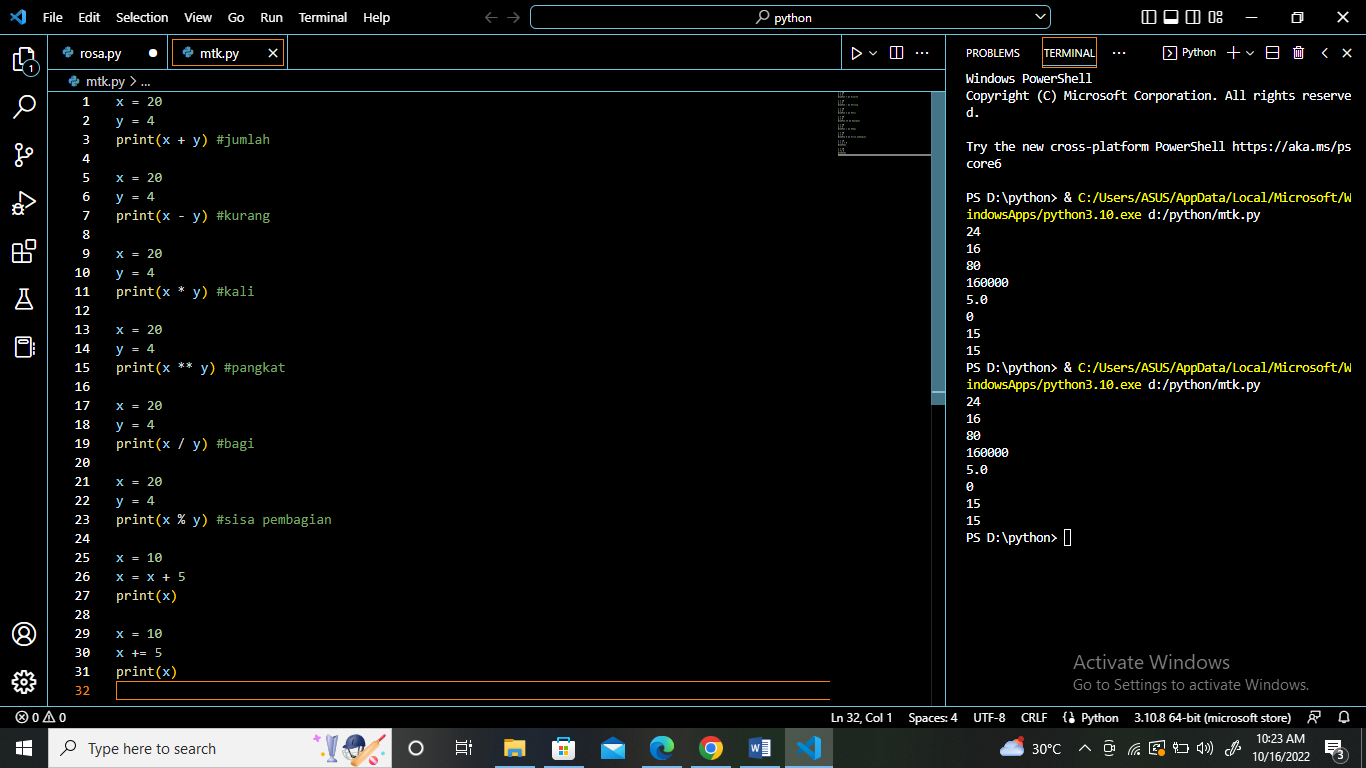 File Edit Selection View Go Run Terminal Help
python
rosa.py
mtk.py
mtk.py > ...
1 x = 20
2 y = 4
3 print(x + y) #jumlah
4
5 x = 20
6 y = 4
7 print(x - y) #kurang
8
9 x = 20
10 y = 4
11 print(x * y) #kali
12
13 x = 20
14 y = 4
15 print(x ** y) #pangkat
16
17 x = 20
18 y = 4
19 print(x / y) #bagi
20
21 x = 20
22 y = 4
23 print(x % y) #sisa pembagian
24
25 x = 10
26 x = x + 5
27 print(x)
28
29 x = 10
30 x += 5
31 print(x)
32
PROBLEMS TERMINAL ... Python
Windows PowerShell
Copyright (C) Microsoft Corporation. All rights reserve
d.
Try the new cross-platform PowerShell https://aka.ms/ps
core6
PS D:\python> & C:/Users/ASUS/AppData/Local/Microsoft/W
indowsApps/python3.10.exe d:/python/mtk.py
24
16
80
160000
5.0
0
15
15
PS D:\python> & C:/Users/ASUS/AppData/Local/Microsoft/W
indowsApps/python3.10.exe d:/python/mtk.py
24
16
80
160000
5.0
0
15
15
PS D:\python>
Activate Windows
Go to Settings to activate Windows.
1
0 0
Ln 32, Col 1 Spaces: 4 UTF-8 CRLF Python 3.10.8 64-bit (microsoft store)
Type here to search
30°C
10:23 AM
10/16/2022
3